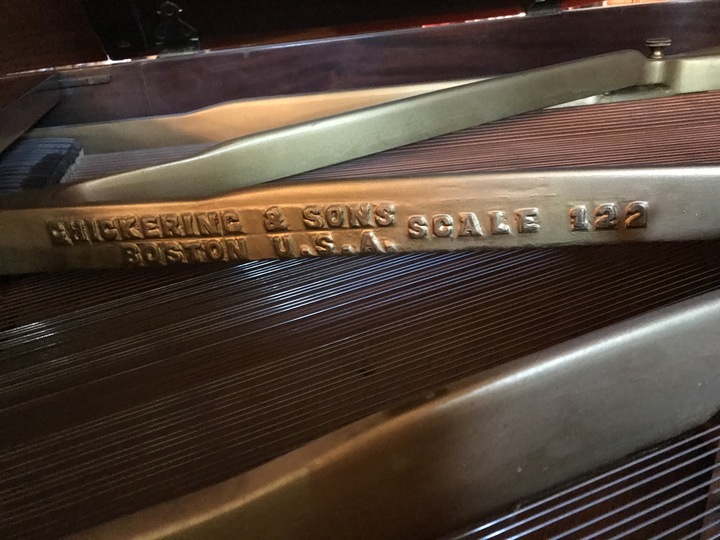 CHICKERING & SONS SCALE 122
BOSTON U.S.A.